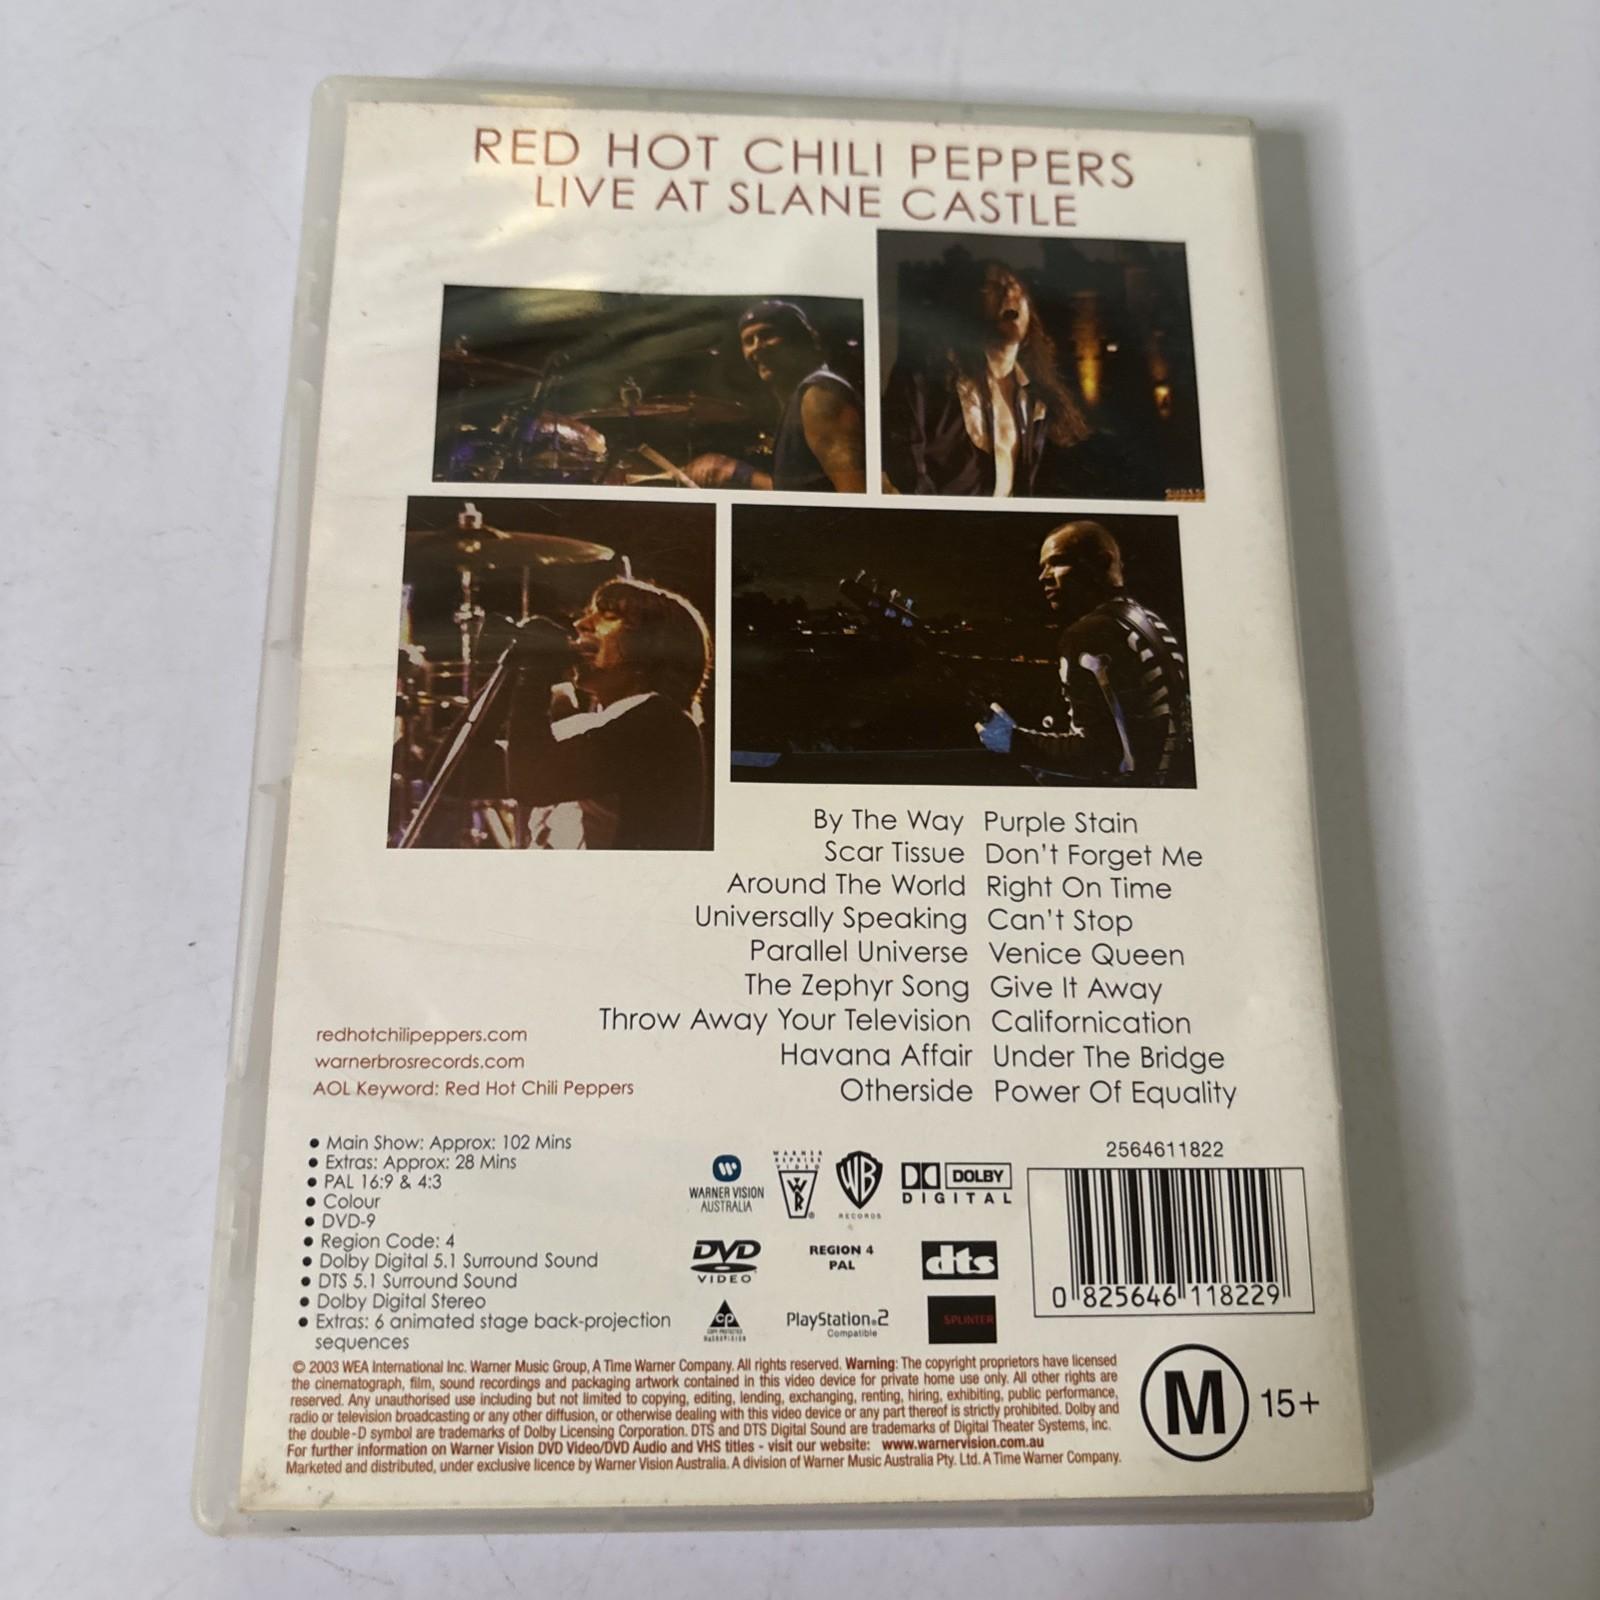 RED HOT CHILI PEPPERS
LIVE AT SLANE CASTLE
By The Way Purple Stain
Scar Tissue Don't Forget Me
Around The World Right On Time
Universally Speaking Can't Stop
Parallel Universe Venice Queen
The Zephyr Song Give It Away
Throw Away Your Television Californication
Havana Affair Under The Bridge
Otherside Power Of Equality
redhotchilipeppers.com
warnerbrosrecords.com
AOL Keyword: Red Hot Chili Peppers
• Main Show: Approx: 102 Mins
• Extras: Approx: 28 Mins
• PAL 16:9 & 4:3
• Colour
• DVD-9
• Region Code: 4
• Dolby Digital 5.1 Surround Sound
• DTS 5.1 Surround Sound
• Dolby Digital Stereo
• Extras: 6 animated stage back-projection
sequences
WARNER VISION
AUSTRALIA
WARNER
REPRISE
VIDEO
WR
WB
RECORDS
DOLBY
DIGITAL
DVD
VIDEO
REGION 4
PAL
dts
cp
COPY PROTECTED
MACROVISION
PlayStation.2
Compatible
SPLINTER
2564611822
0 825646 118229
M 15+
© 2003 WEA International Inc. Warner Music Group, A Time Warner Company. All rights reserved. Warning: The copyright proprietors have licensed
the cinematograph, film, sound recordings and packaging artwork contained in this video device for private home use only. All other rights are
reserved. Any unauthorised use including but not limited to copying, editing, lending, exchanging, renting, hiring, exhibiting, public performance,
radio or television broadcasting or any other diffusion, or otherwise dealing with this video device or any part thereof is strictly prohibited. Dolby and
the double-D symbol are trademarks of Dolby Licensing Corporation. DTS and DTS Digital Sound are trademarks of Digital Theater Systems, inc.
For further information on Warner Vision DVD Video/DVD Audio and VHS titles - visit our website: www.warnervision.com.au
Marketed and distributed, under exclusive licence by Warner Vision Australia. A division of Warner Music Australia Pty. Ltd. A Time Warner Company.